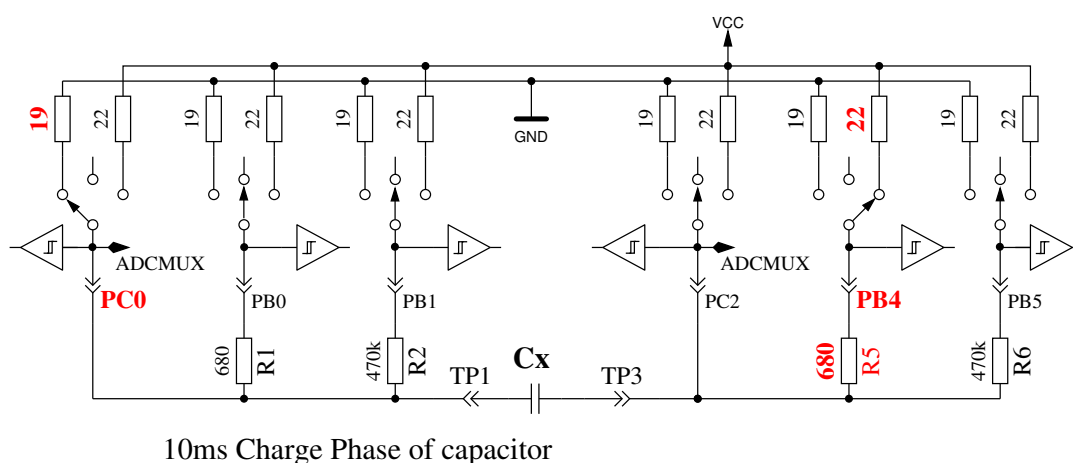 VCC
19
22
19
22
19
22
GND
19
22
19
22
19
22
ADCMUX
ADCMUX
PC0
PB0
PB1
PC2
PB4
PB5
680
R1
470k
R2
TP1
Cx
TP3
680
R5
470k
R6
10ms Charge Phase of capacitor